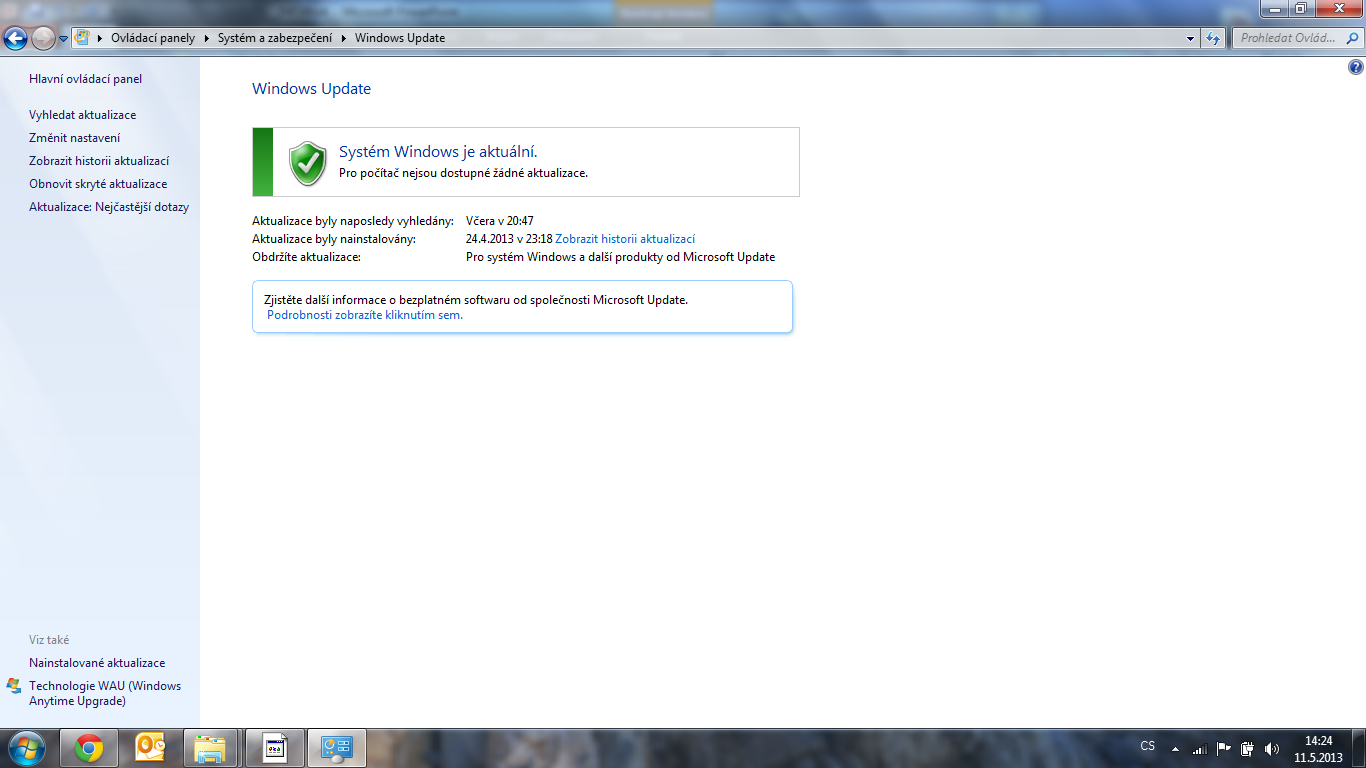 Ovládací panely
Systém a zabezpečení
Windows Update
Prohledat Ovlád...
Hlavní ovládací panel
Vyhledat aktualizace
Změnit nastavení
Zobrazit historii aktualizací
Obnovit skryté aktualizace
Aktualizace: Nejčastější dotazy
Windows Update
Systém Windows je aktuální.
Pro počítač nejsou dostupné žádné aktualizace.
Aktualizace byly naposledy vyhledány: Včera v 20:47
Aktualizace byly nainstalovány: 24.4.2013 v 23:18 Zobrazit historii aktualizací
Obdržíte aktualizace: Pro systém Windows a další produkty od Microsoft Update
Zjistěte další informace o bezplatném softwaru od společnosti Microsoft Update.
Podrobnosti zobrazíte kliknutím sem.
Viz také
Nainstalované aktualizace
Technologie WAU (Windows
Anytime Upgrade)
CS
14:24
11.5.2013